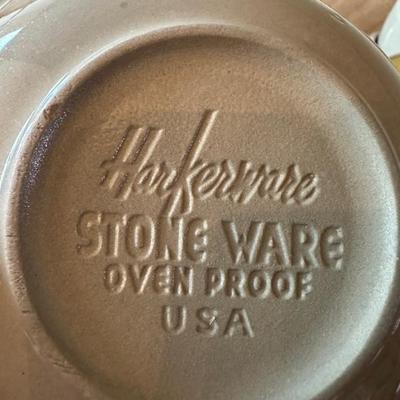 Harkerware
STONE WARE
OVEN PROOF
USA